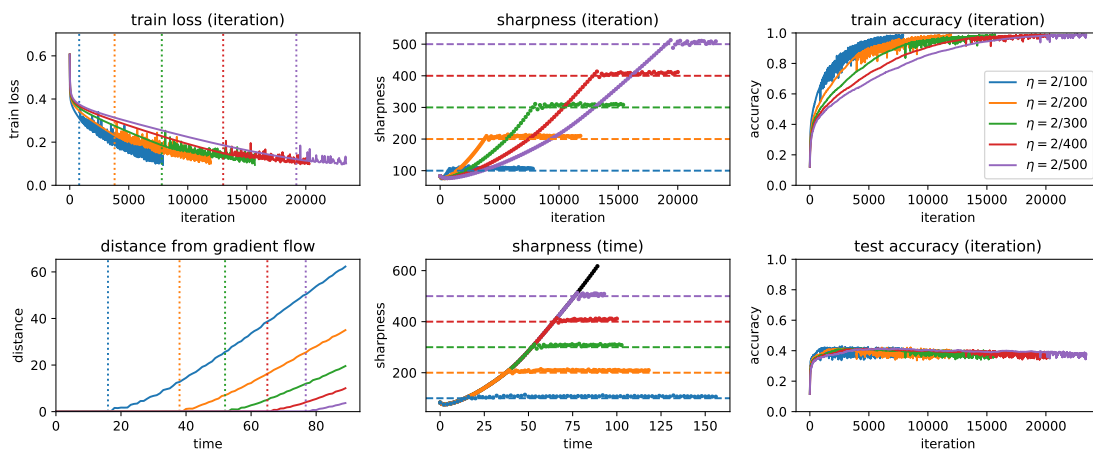 train loss (iteration)
train loss
0.6
0.4
0.2
0.0
0 5000 10000 15000 20000
iteration
sharpness (iteration)
sharpness
500
400
300
200
100
0 5000 10000 15000 20000
iteration
train accuracy (iteration)
accuracy
1.0
0.8
0.6
0.4
0.2
0.0
η = 2/100
η = 2/200
η = 2/300
η = 2/400
η = 2/500
0 5000 10000 15000 20000
iteration
distance from gradient flow
distance
60
40
20
0
0 20 40 60 80
time
sharpness (time)
sharpness
600
400
200
0 25 50 75 100 125 150
time
test accuracy (iteration)
accuracy
1.0
0.8
0.6
0.4
0.2
0.0
0 5000 10000 15000 20000
iteration